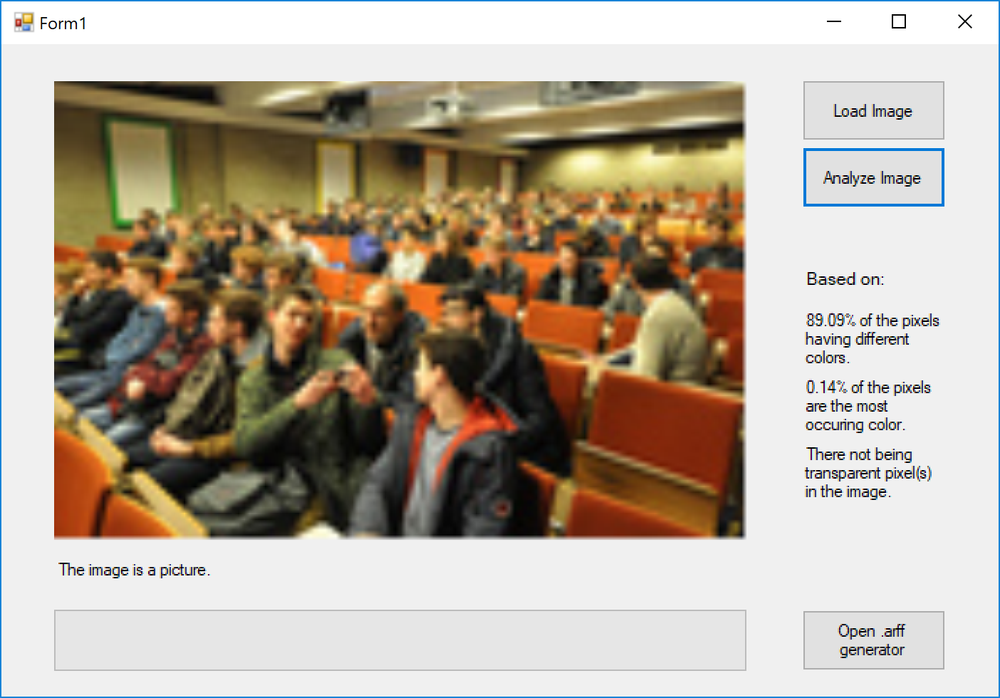 Form1
Load Image
Analyze Image
Based on:
89.09% of the pixels
having different
colors.
0.14% of the pixels
are the most
occuring color.
There not being
transparent pixel(s)
in the image.
The image is a picture.
Open .arff
generator